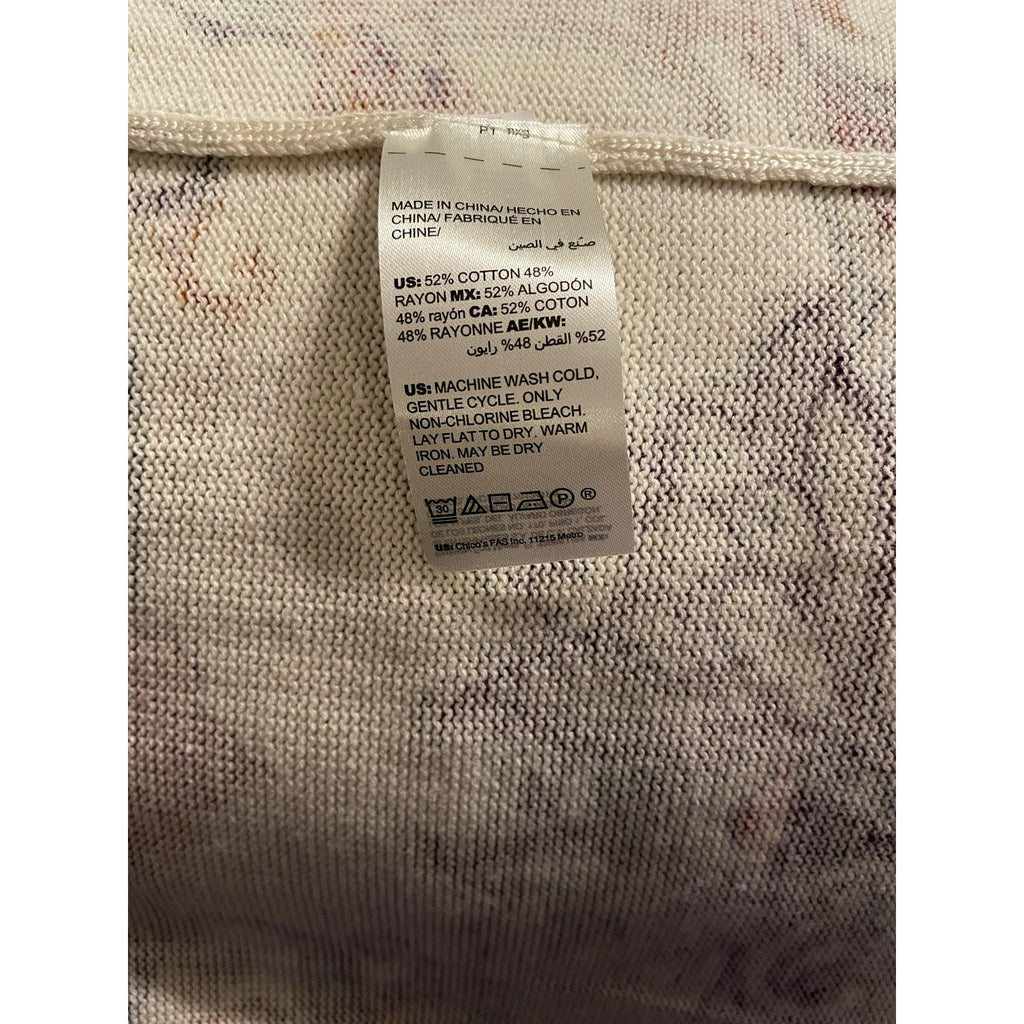 MADE IN CHINA/ HECHO EN
CHINA/ FABRIQUÉ EN
CHINE/
صنّع في الصين
US: 52% COTTON 48%
RAYON MX: 52% ALGODÓN
48% rayón CA: 52% COTON
48% RAYONNE AE/KW:
52% القطن 48% رايون
US: MACHINE WASH COLD,
GENTLE CYCLE. ONLY
NON-CHLORINE BLEACH.
LAY FLAT TO DRY. WARM
IRON. MAY BE DRY
CLEANED
30 P ®
US: Chico's FAS Inc. 11215 Metro